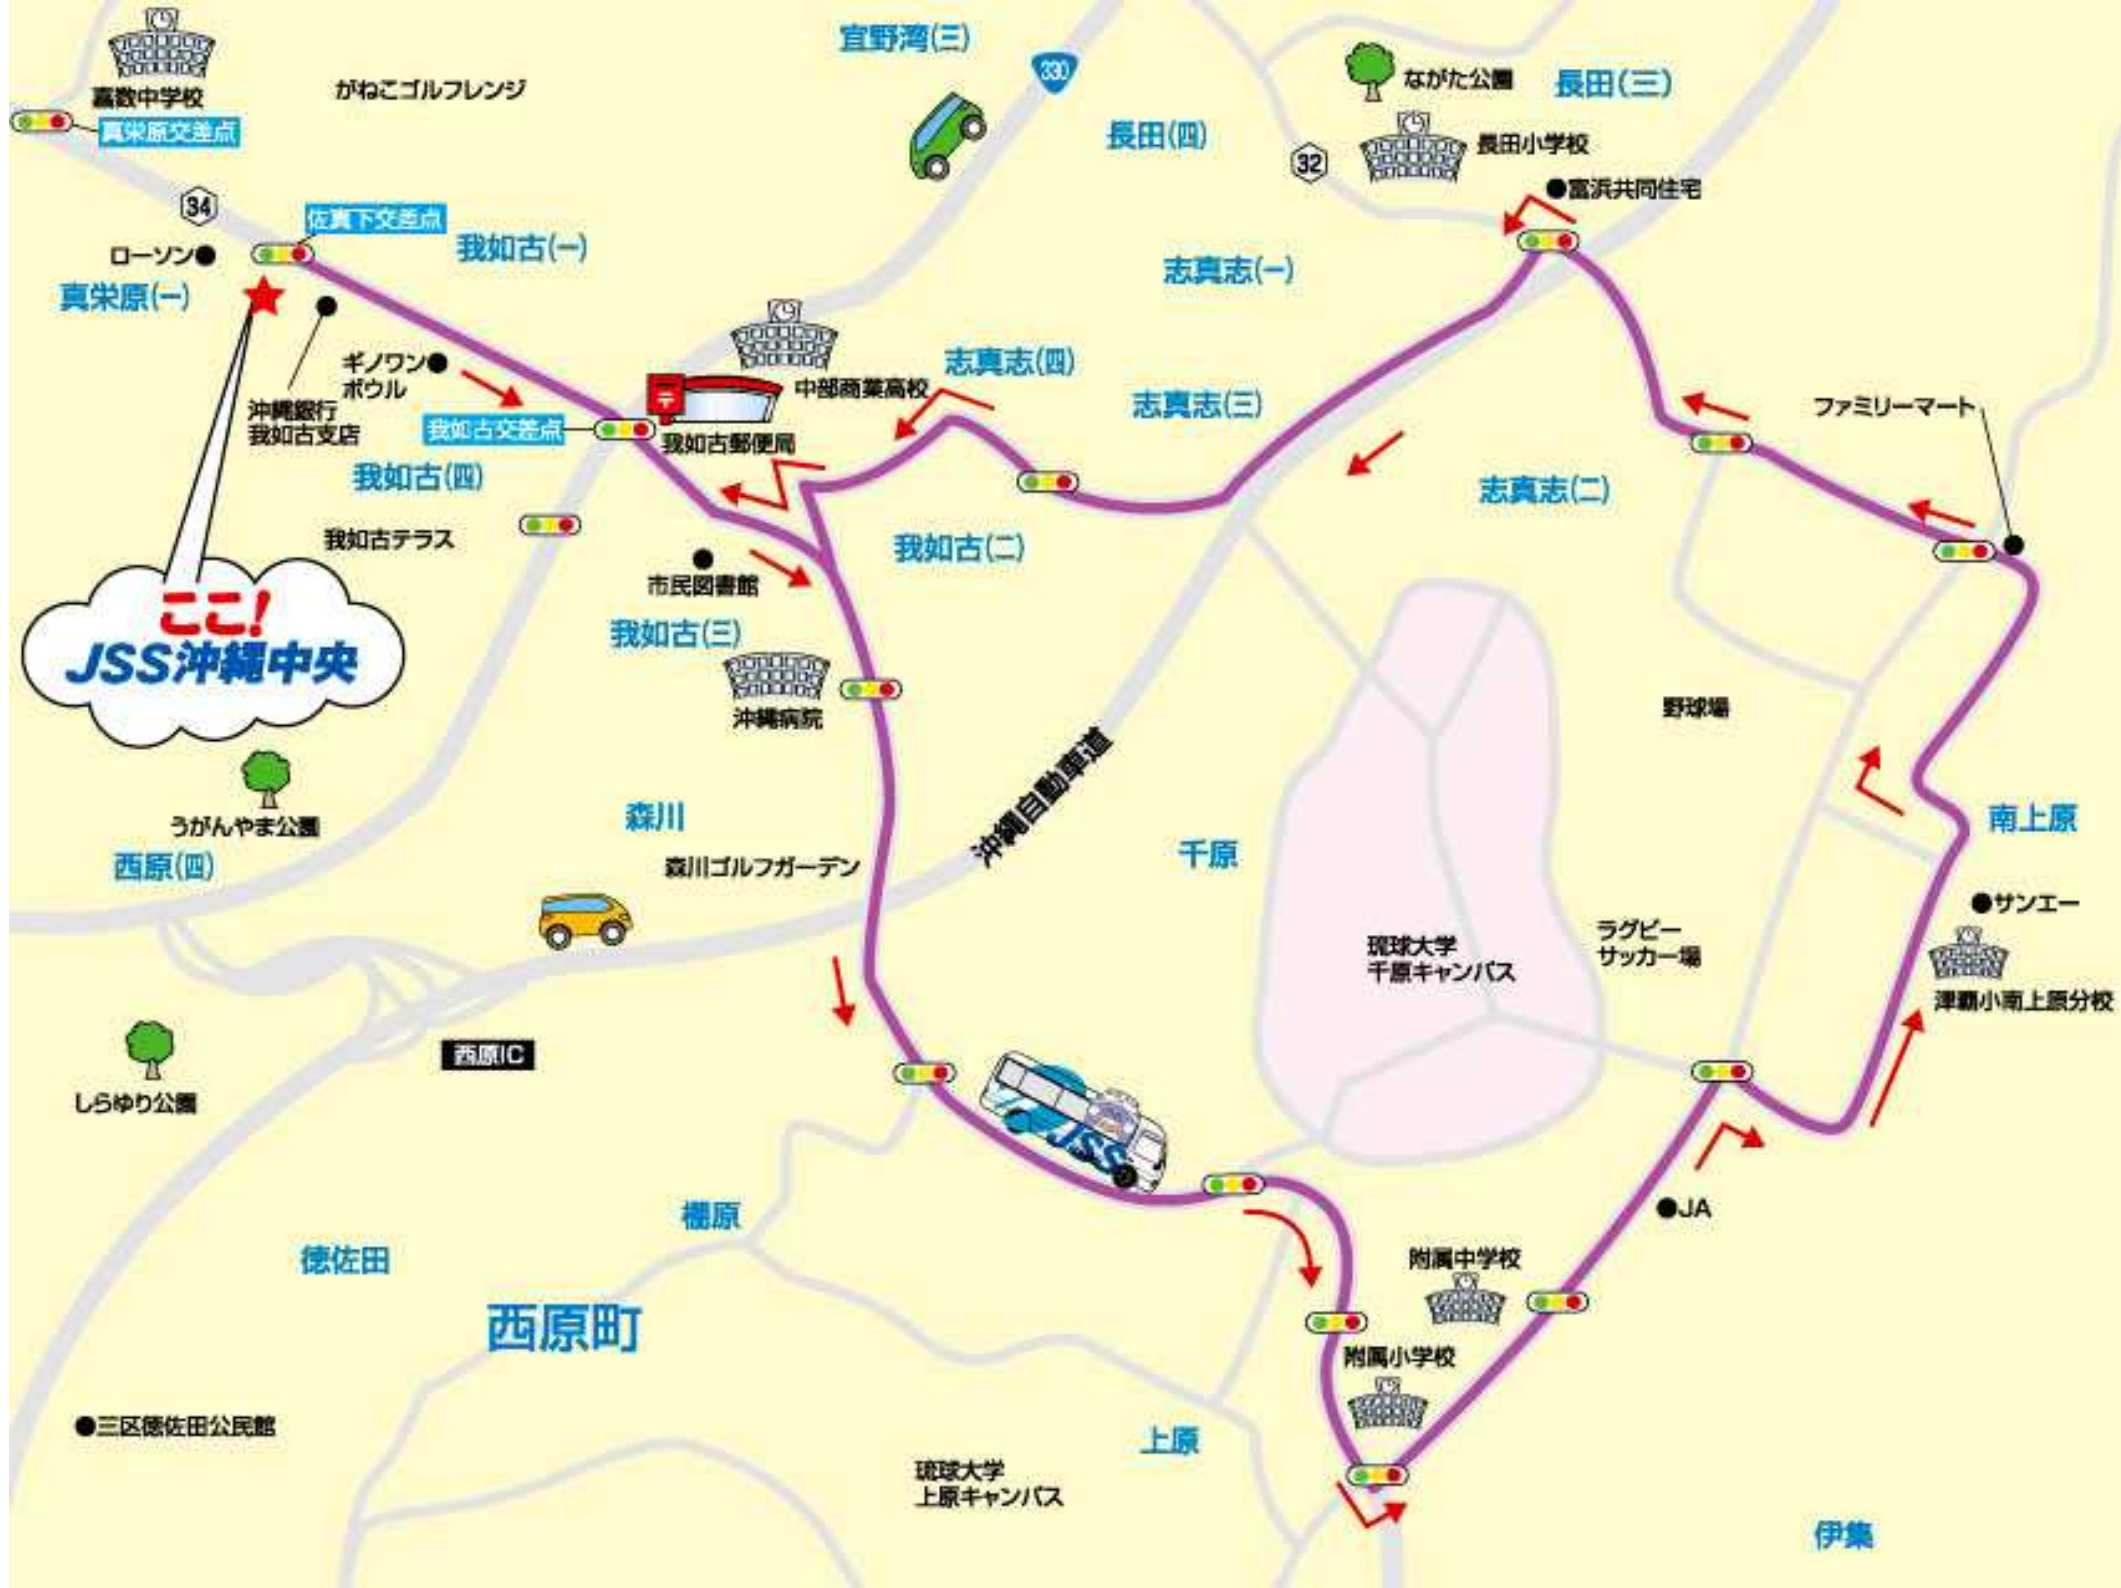 宜野湾(三)
330
嘉数中学校
がねこゴルフレンジ
ながた公園
長田(三)
真栄原交差点
長田(四)
長田小学校
32
富浜共同住宅
34
佐真下交差点
我如古(一)
ローソン
志真志(一)
真栄原(一)
ギノワン
ボウル
沖縄銀行
我如古支店
中部商業高校
志真志(四)
志真志(三)
ファミリーマート
我如古交差点
〒
我如古郵便局
我如古(四)
志真志(二)
我如古テラス
我如古(二)
市民図書館
ここ!
JSS沖縄中央
我如古(三)
沖縄病院
野球場
沖縄自動車道
うがんやま公園
森川
南上原
西原(四)
森川ゴルフガーデン
千原
サンエー
琉球大学
千原キャンパス
ラグビー
サッカー場
津覇小南上原分校
西原IC
しらゆり公園
JSS
棚原
JA
徳佐田
附属中学校
西原町
附属小学校
三区徳佐田公民館
上原
琉球大学
上原キャンパス
伊集